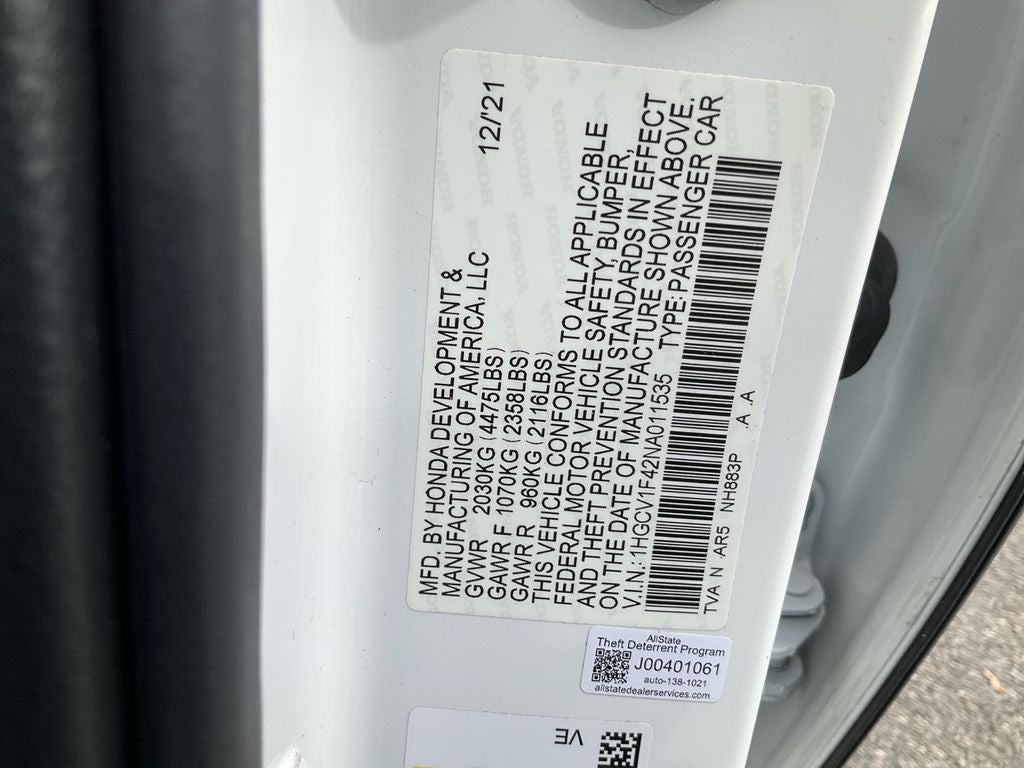 MFD. BY HONDA DEVELOPMENT &
MANUFACTURING OF AMERICA, LLC 12/'21
GVWR 2030KG (4475LBS)
GAWR F 1070KG (2358LBS)
GAWR R 960KG (2116LBS)
THIS VEHICLE CONFORMS TO ALL APPLICABLE
FEDERAL MOTOR VEHICLE SAFETY, BUMPER,
AND THEFT PREVENTION STANDARDS IN EFFECT
ON THE DATE OF MANUFACTURE SHOWN ABOVE.
V.I.N.: 1HGCV1F42NA011535 TYPE: PASSENGER CAR
TVA N AR5 NH883P .A .A
AllState
Theft Deterrent Program
J00401061
auto-138-1021
allstatedealerservices.com
VE